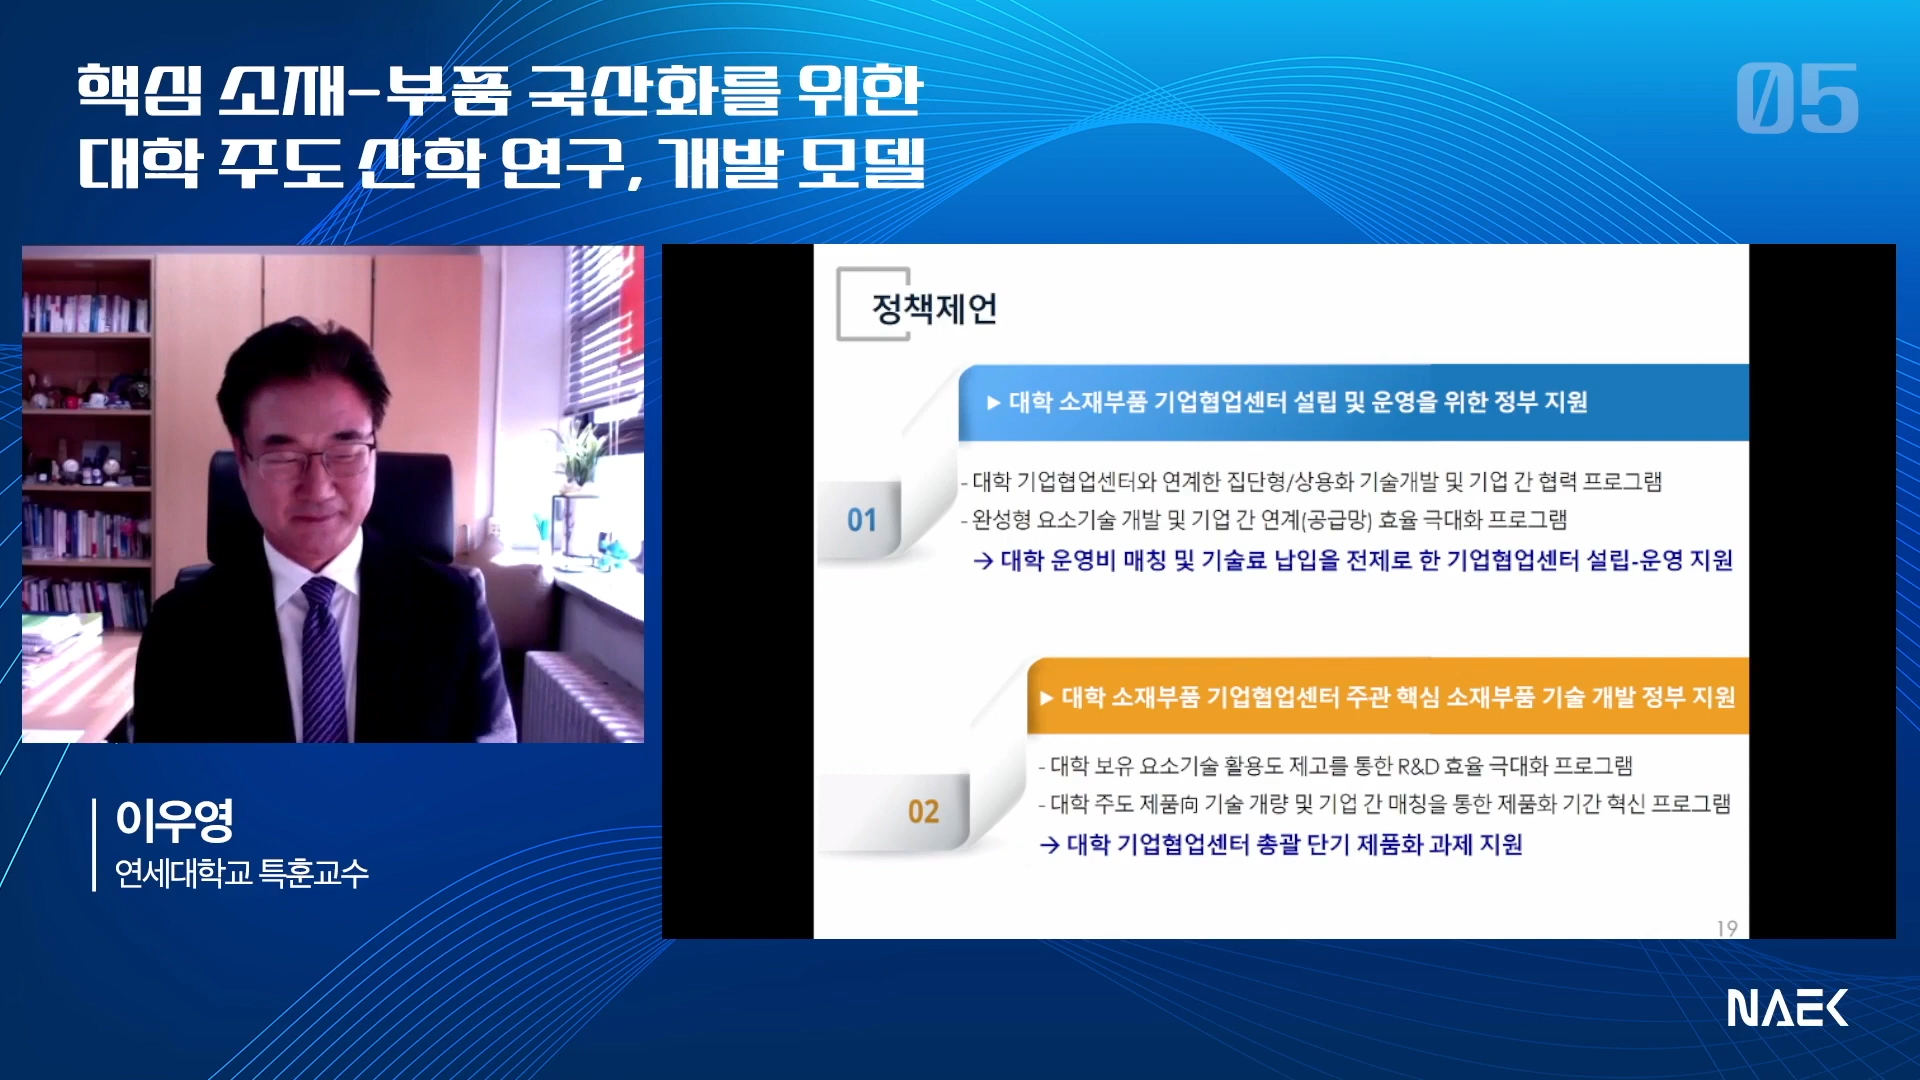 핵심 소재-부품 국산화를 위한
대학 주도 산학 연구, 개발 모델
05
정책제언
▶ 대학 소재부품 기업협업센터 설립 및 운영을 위한 정부 지원
01
- 대학 기업협업센터와 연계한 집단형/상용화 기술개발 및 기업 간 협력 프로그램
- 완성형 요소기술 개발 및 기업 간 연계(공급망) 효율 극대화 프로그램
→ 대학 운영비 매칭 및 기술료 납입을 전제로 한 기업협업센터 설립-운영 지원
▶ 대학 소재부품 기업협업센터 주관 핵심 소재부품 기술 개발 정부 지원
02
- 대학 보유 요소기술 활용도 제고를 통한 R&D 효율 극대화 프로그램
- 대학 주도 제품向 기술 개량 및 기업 간 매칭을 통한 제품화 기간 혁신 프로그램
→ 대학 기업협업센터 총괄 단기 제품화 과제 지원
19
이우영
연세대학교 특훈교수
NAEK